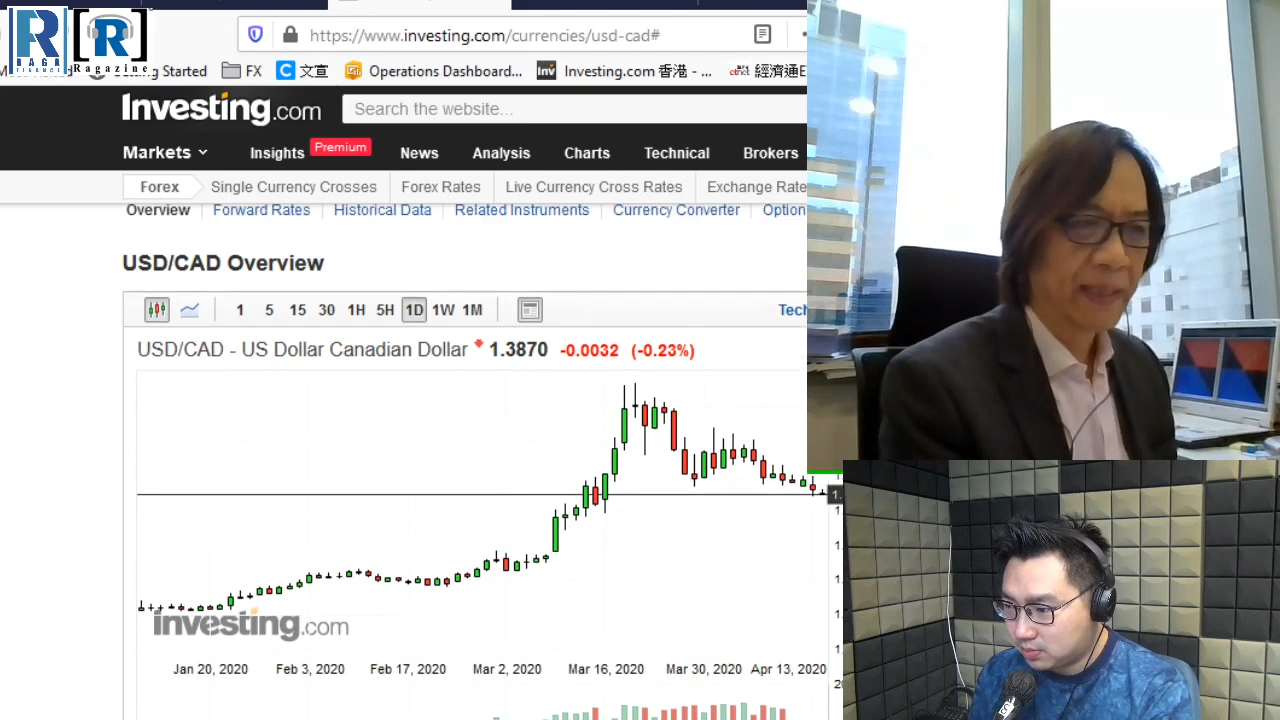 RAGA
FINANCE
Ragazine
https://www.investing.com/currencies/usd-cad#
Getting Started
FX
C 文宣
Operations Dashboard...
Inv Investing.com 香港 - ...
etnet 經濟通
Investing.com
Search the website...
Markets
Insights Premium
News
Analysis
Charts
Technical
Brokers
Forex
Single Currency Crosses
Forex Rates
Live Currency Cross Rates
Exchange Rate
Overview
Forward Rates
Historical Data
Related Instruments
Currency Converter
Option
USD/CAD Overview
1 5 15 30 1H 5H 1D 1W 1M
Tech
USD/CAD - US Dollar Canadian Dollar 1.3870 -0.0032 (-0.23%)
Investing.com
Jan 20, 2020 Feb 3, 2020 Feb 17, 2020 Mar 2, 2020 Mar 16, 2020 Mar 30, 2020 Apr 13, 2020